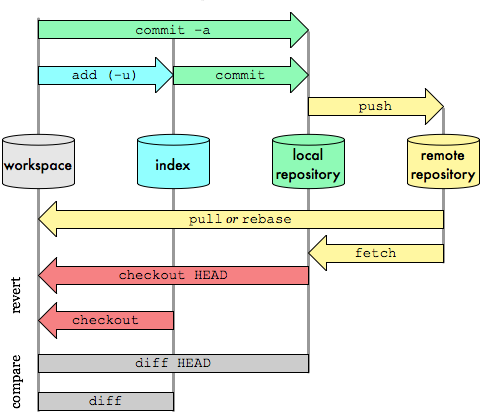 commit -a
add (-u)
commit
push
workspace
index
local
repository
remote
repository
pull or rebase
fetch
revert
checkout HEAD
checkout
compare
diff HEAD
diff